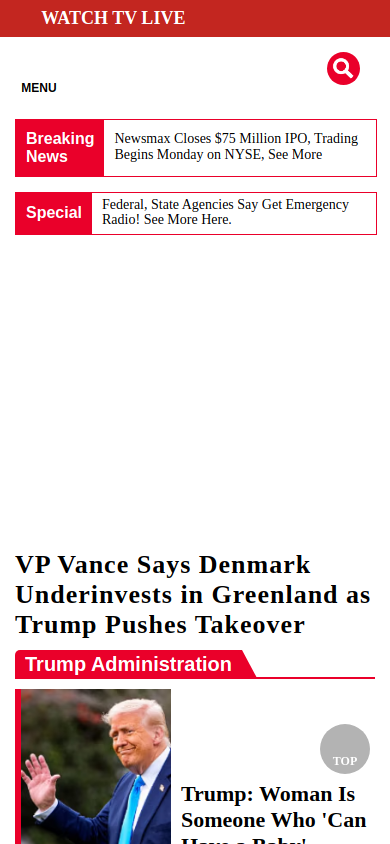 WATCH TV LIVE
MENU
Breaking News
Newsmax Closes $75 Million IPO, Trading
Begins Monday on NYSE, See More
Special
Federal, State Agencies Say Get Emergency
Radio! See More Here.
VP Vance Says Denmark
Underinvests in Greenland as
Trump Pushes Takeover
Trump Administration
TOP
Trump: Woman Is
Someone Who 'Can
Have a Baby'